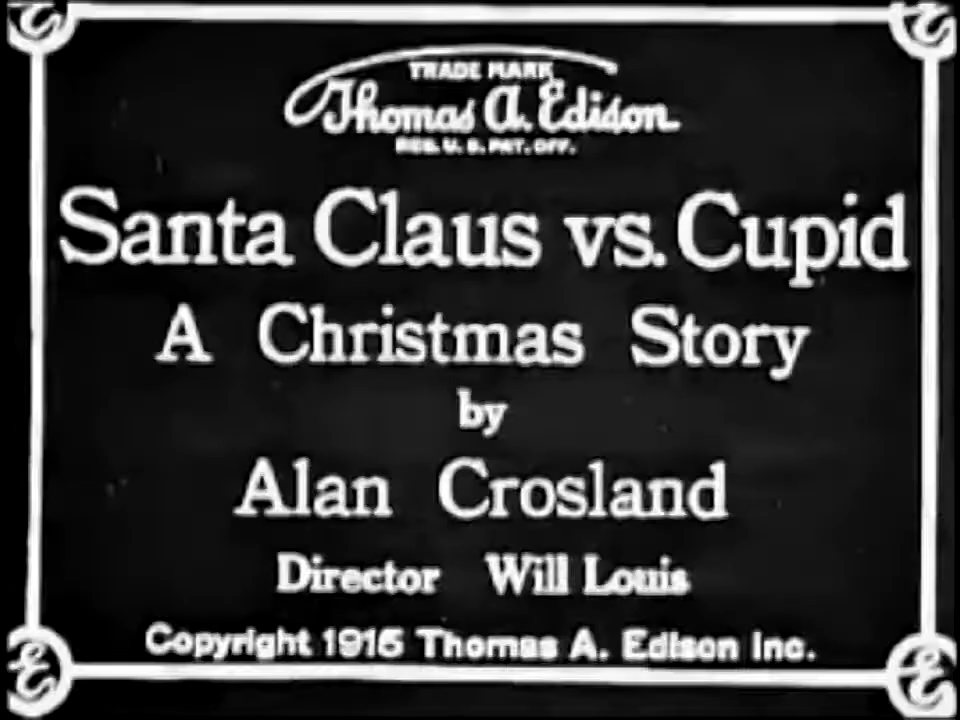 TRADE MARK
Thomas A. Edison
REG. U. S. PAT. OFF.
Santa Claus vs. Cupid
A Christmas Story
by
Alan Crosland
Director Will Louis
Copyright 1915 Thomas A. Edison Inc.
E
E
E
E